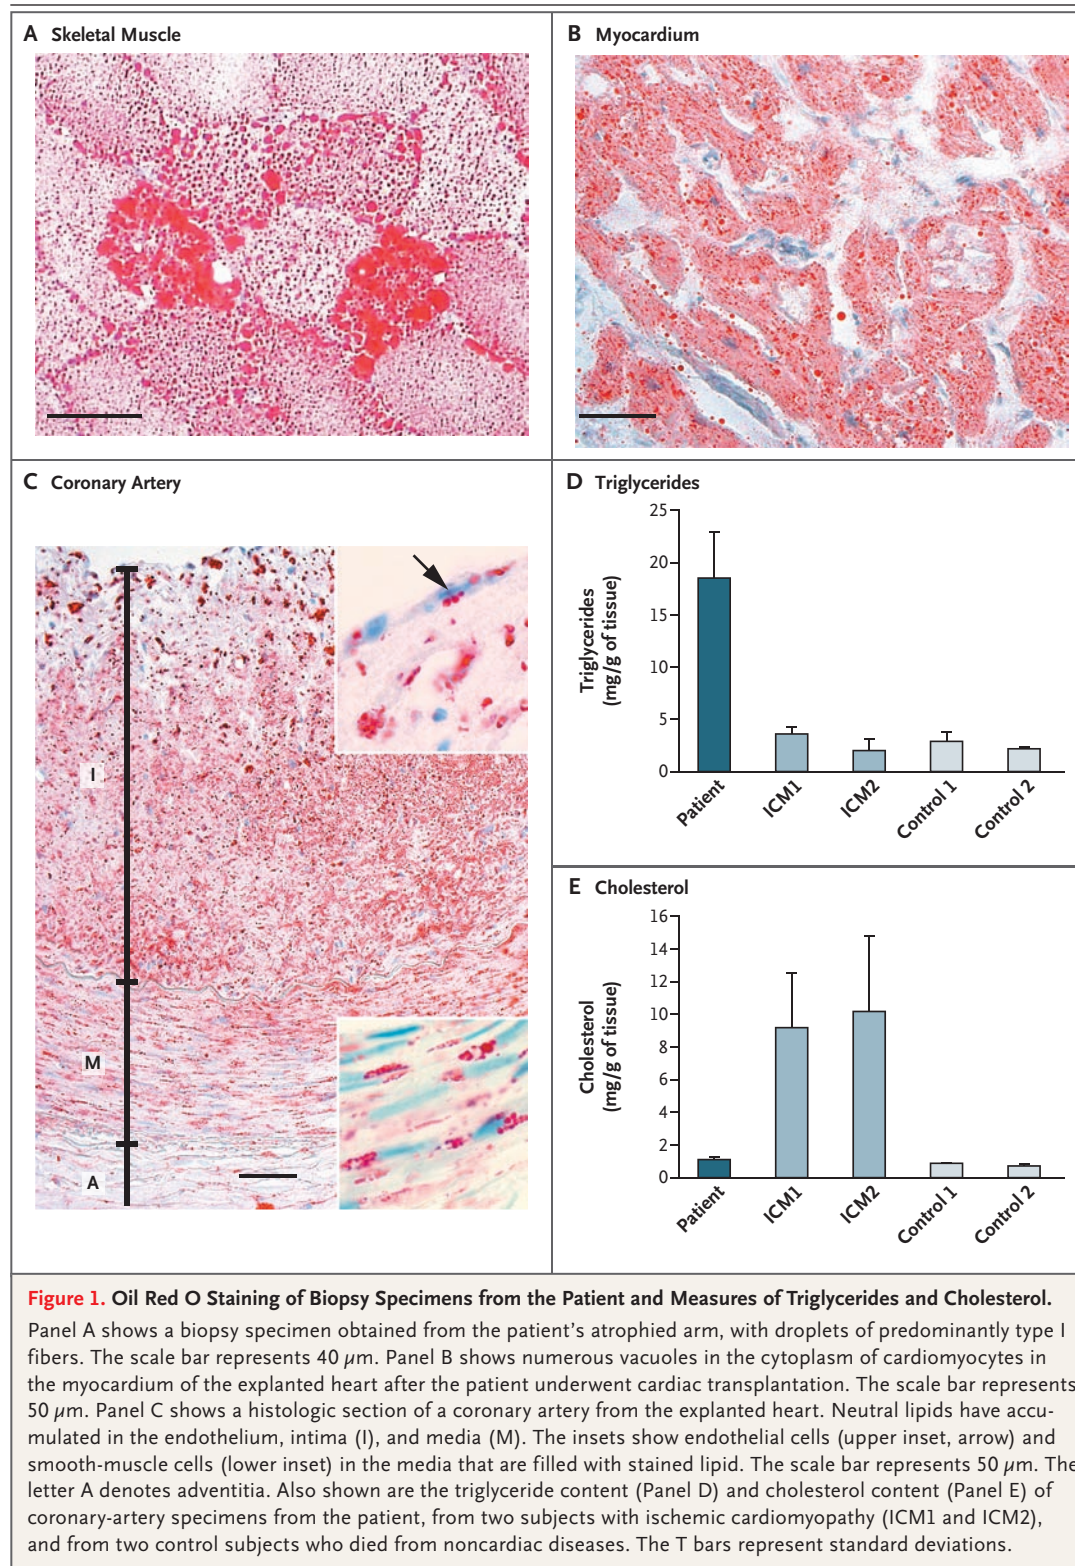 A Skeletal Muscle
B Myocardium
C Coronary Artery
I
M
A
D Triglycerides
Triglycerides
(mg/g of tissue)
25
20
15
10
5
0
Patient
ICM1
ICM2
Control 1
Control 2
E Cholesterol
Cholesterol
(mg/g of tissue)
16
14
12
10
8
6
4
2
0
Patient
ICM1
ICM2
Control 1
Control 2
Figure 1. Oil Red O Staining of Biopsy Specimens from the Patient and Measures of Triglycerides and Cholesterol.
Panel A shows a biopsy specimen obtained from the patient's atrophied arm, with droplets of predominantly type I
fibers. The scale bar represents 40 µm. Panel B shows numerous vacuoles in the cytoplasm of cardiomyocytes in
the myocardium of the explanted heart after the patient underwent cardiac transplantation. The scale bar represents
50 µm. Panel C shows a histologic section of a coronary artery from the explanted heart. Neutral lipids have accu-
mulated in the endothelium, intima (I), and media (M). The insets show endothelial cells (upper inset, arrow) and
smooth-muscle cells (lower inset) in the media that are filled with stained lipid. The scale bar represents 50 µm. The
letter A denotes adventitia. Also shown are the triglyceride content (Panel D) and cholesterol content (Panel E) of
coronary-artery specimens from the patient, from two subjects with ischemic cardiomyopathy (ICM1 and ICM2),
and from two control subjects who died from noncardiac diseases. The T bars represent standard deviations.